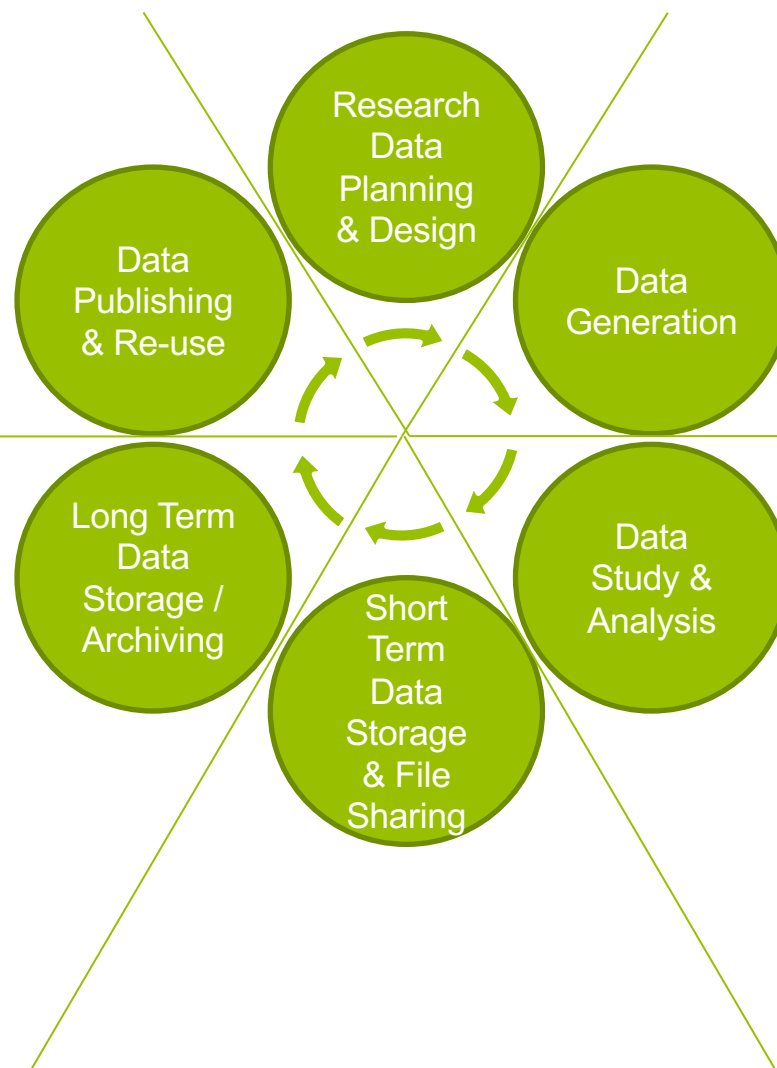 Research
Data
Planning
& Design
Data
Generation
Data
Study &
Analysis
Short
Term
Data
Storage
& File
Sharing
Long Term
Data
Storage /
Archiving
Data
Publishing
& Re-use